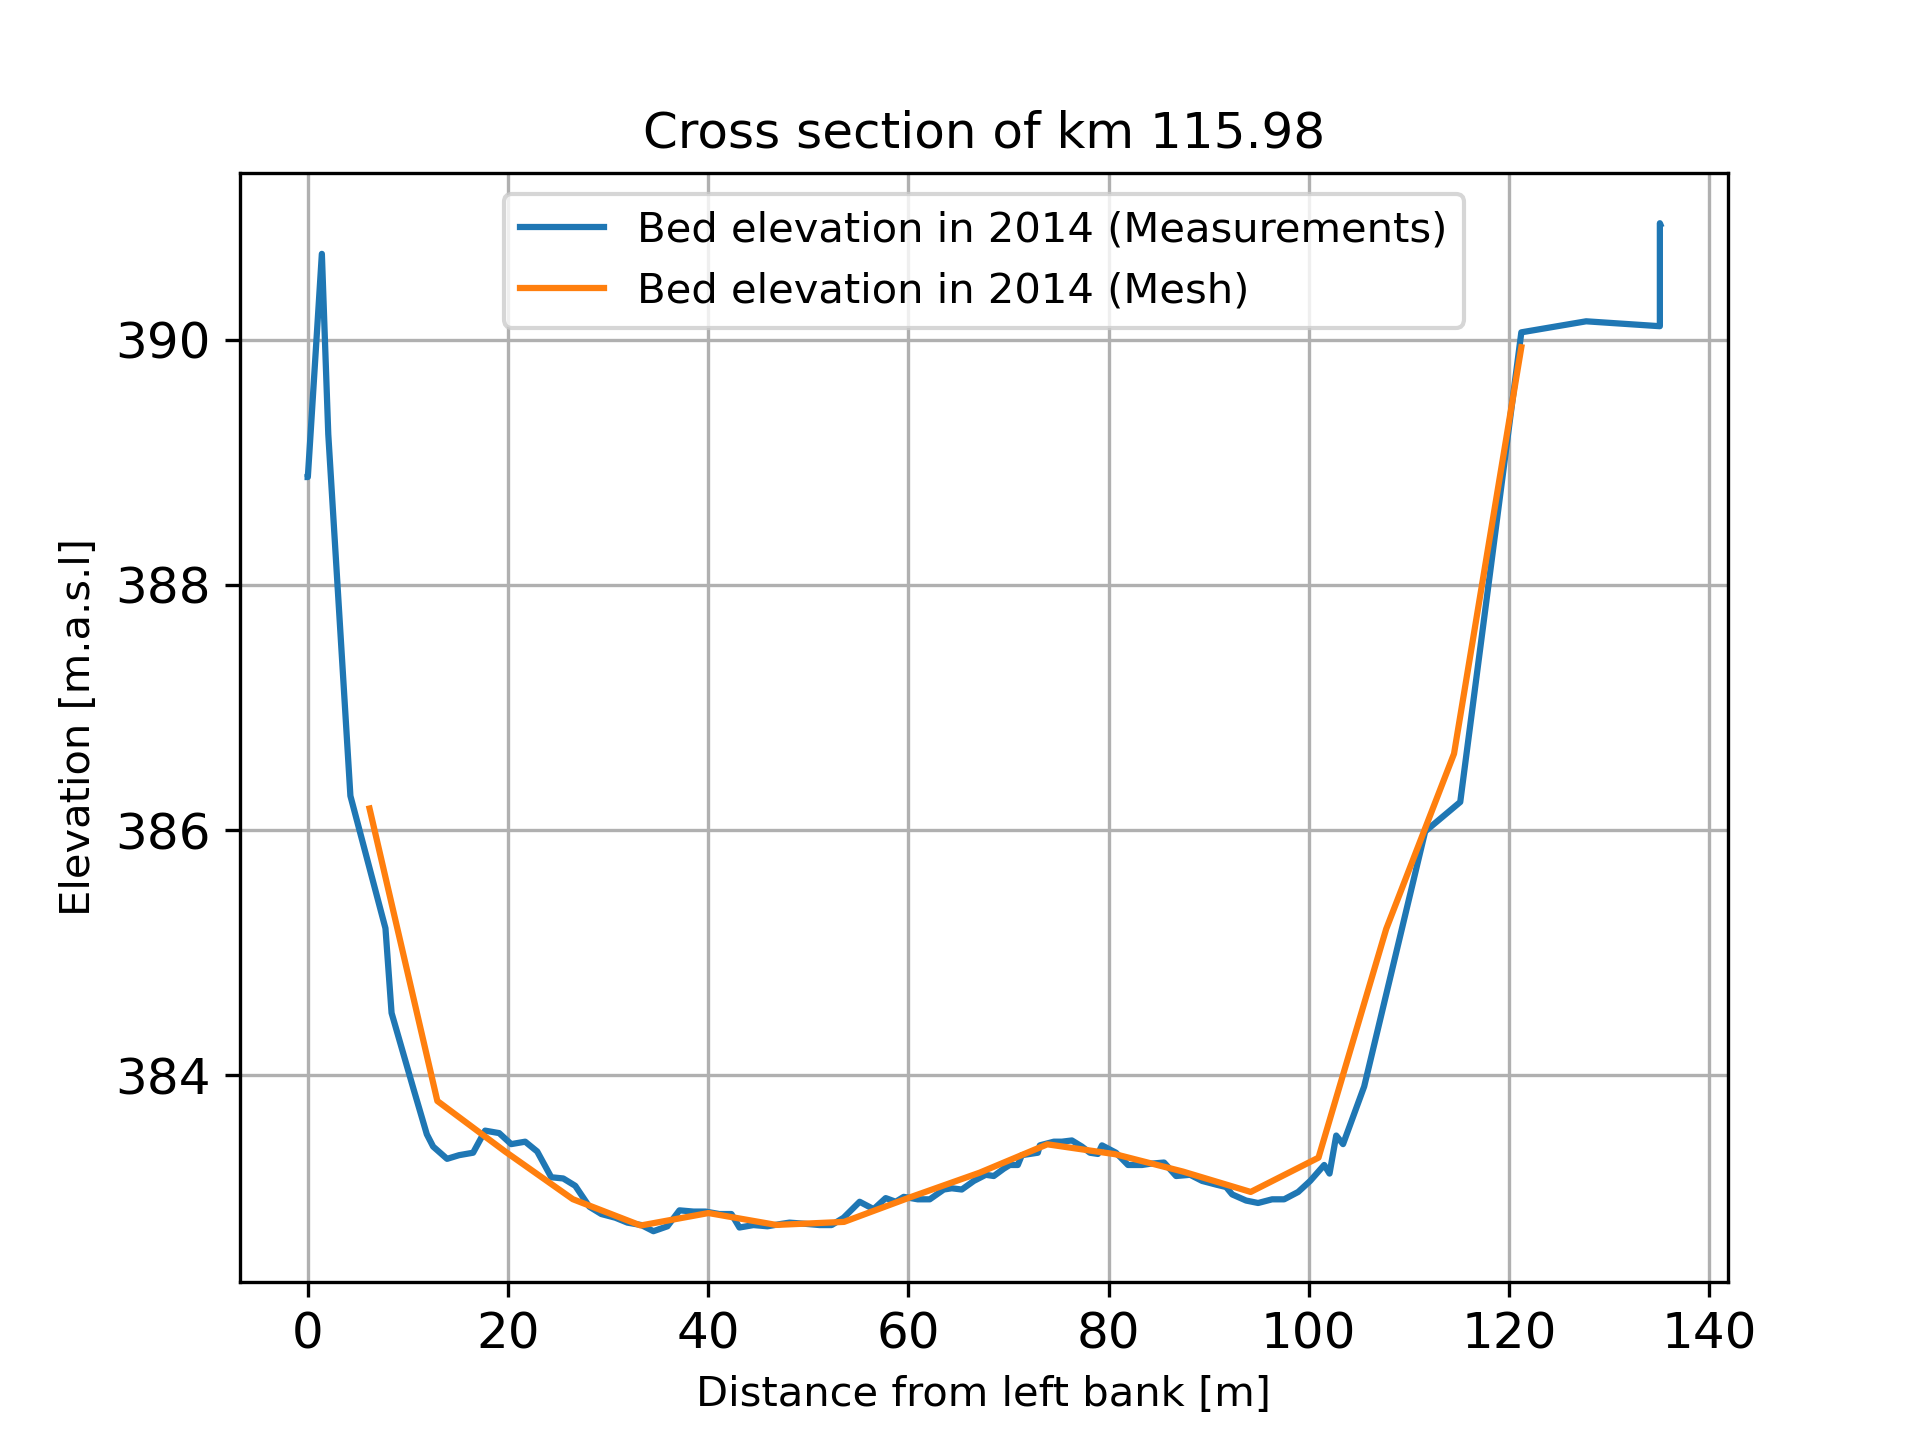 Cross section of km 115.98
Bed elevation in 2014 (Measurements)
Bed elevation in 2014 (Mesh)
390
388
386
384
Elevation [m.a.s.l]
0 20 40 60 80 100 120 140
Distance from left bank [m]